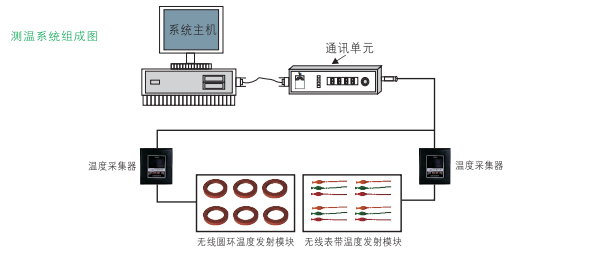 测温系统组成图
系统主机
通讯单元
温度采集器
温度采集器
无线圆环温度发射模块
无线表带温度发射模块